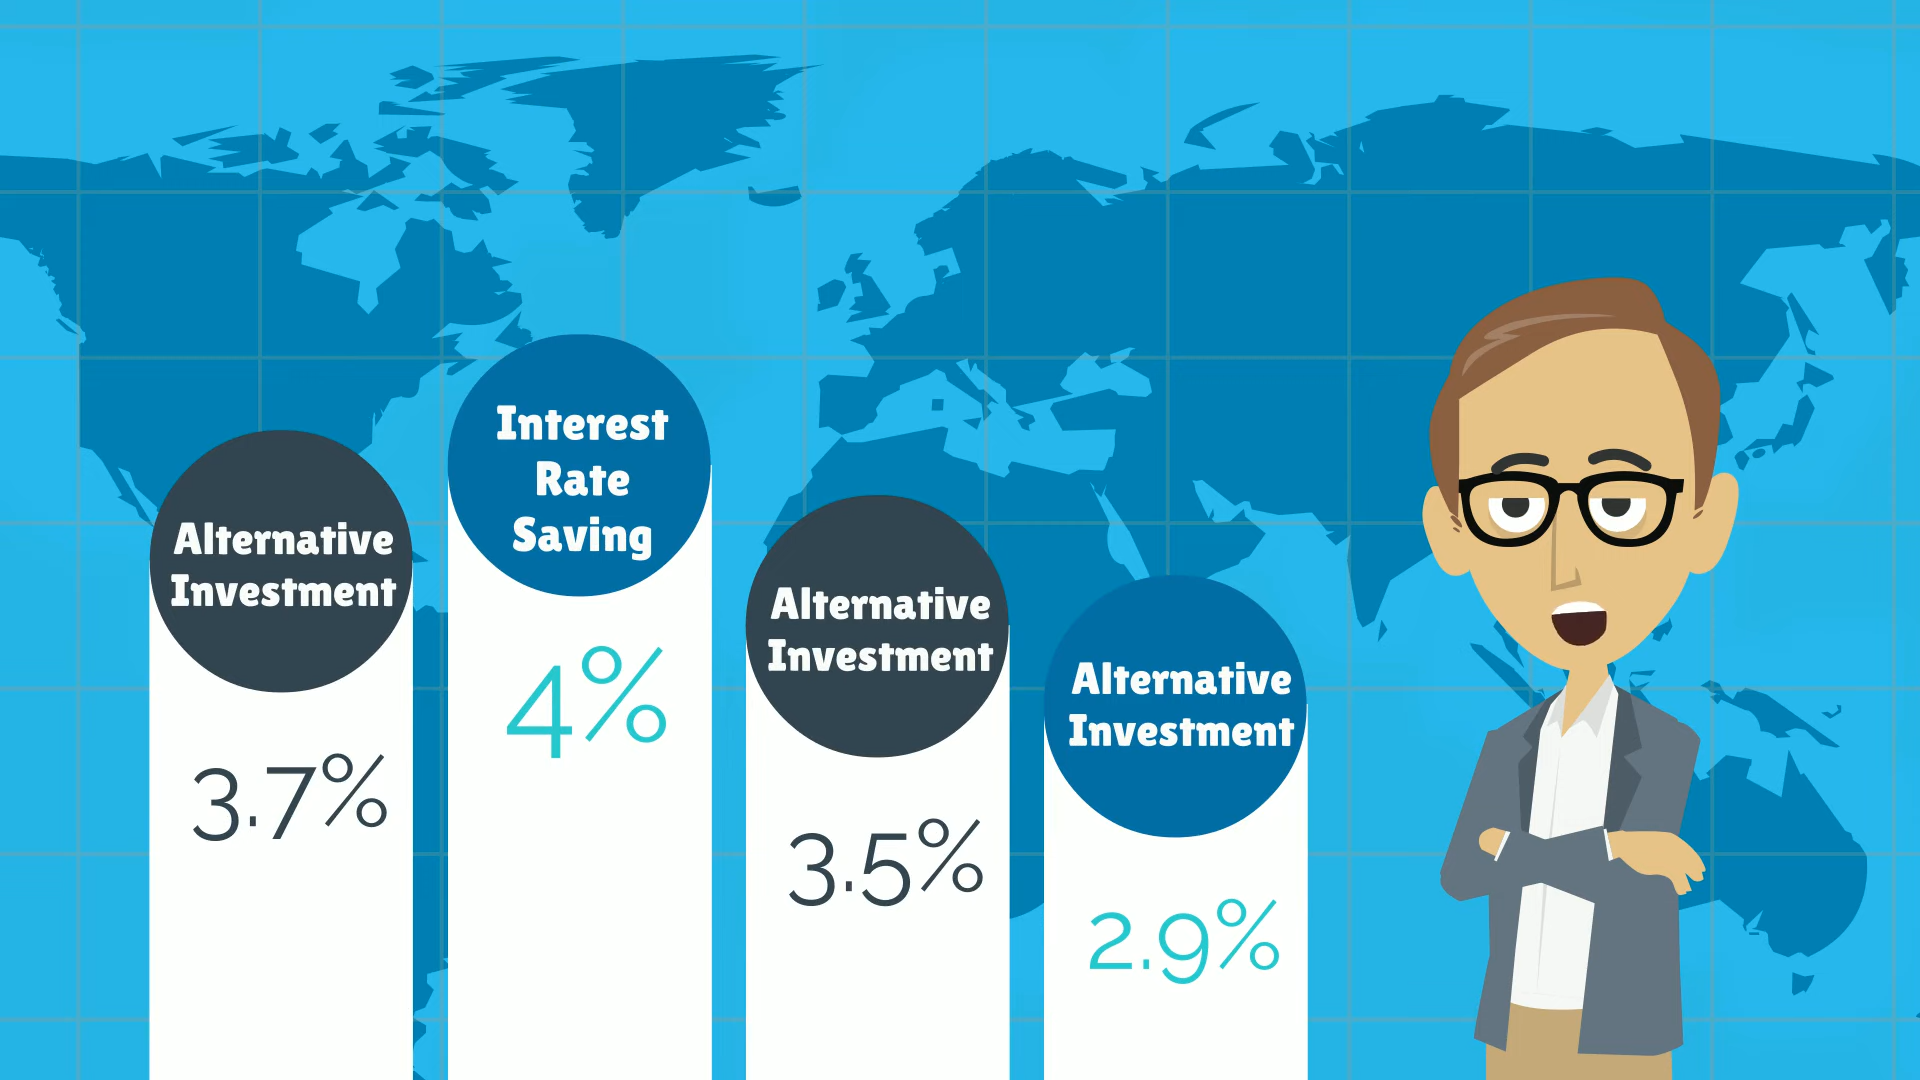 Alternative
Investment
3.7%
Interest
Rate
Saving
4%
Alternative
Investment
3.5%
Alternative
Investment
2.9%